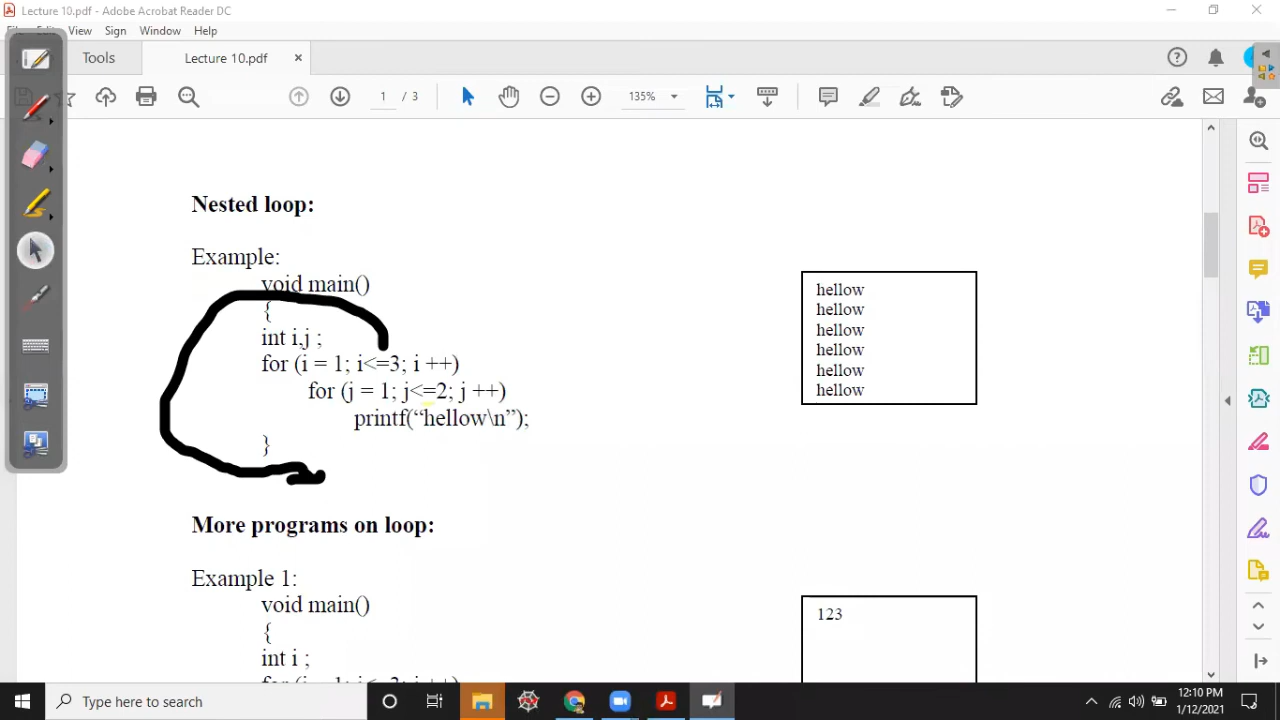 Lecture 10.pdf - Adobe Acrobat Reader DC
View Sign Window Help
Tools Lecture 10.pdf ×
1 / 3 135%
Nested loop:
Example:
void main()
{
int i,j ;
for (i = 1; i<=3; i ++)
for (j = 1; j<=2; j ++)
printf(“hellow\n”);
}
hellow
hellow
hellow
hellow
hellow
hellow
More programs on loop:
Example 1:
void main()
{
int i ;
123
Type here to search
12:10 PM
1/12/2021